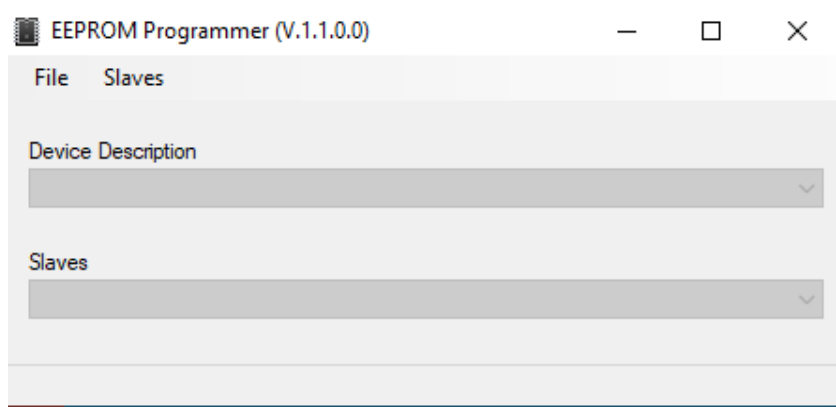 EEPROM Programmer (V.1.1.0.0)
File Slaves
Device Description
Slaves